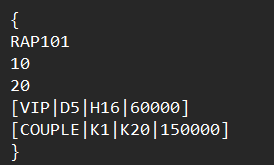 {
RAP101
10
20
[VIP|D5|H16|60000]
[COUPLE|K1|K20|150000]
}